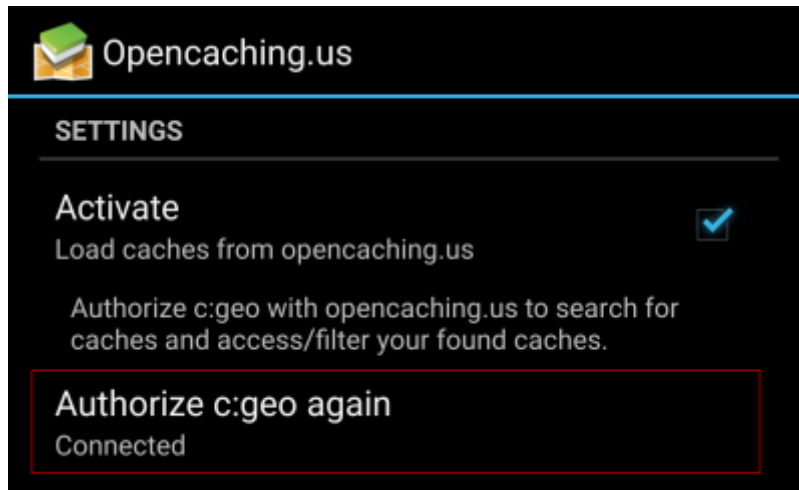 Opencaching.us
SETTINGS
Activate
Load caches from opencaching.us
Authorize c:geo with opencaching.us to search for
caches and access/filter your found caches.
Authorize c:geo again
Connected